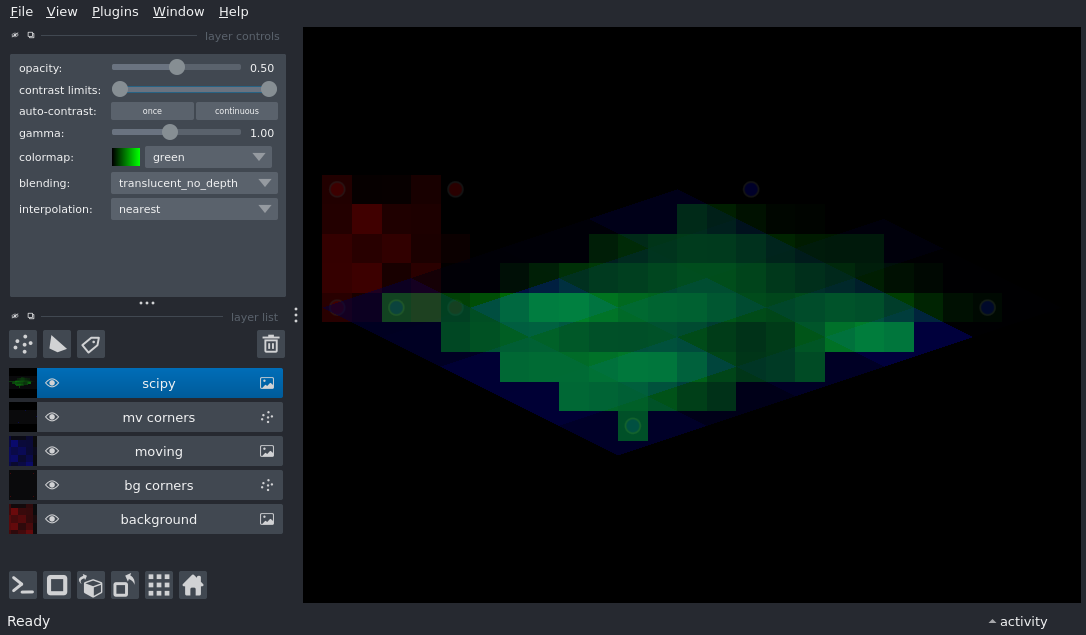 File View Plugins Window Help
layer controls
opacity: 0.50
contrast limits:
auto-contrast: once continuous
gamma: 1.00
colormap: green
blending: translucent_no_depth
interpolation: nearest
layer list
scipy
mv corners
moving
bg corners
background
Ready activity